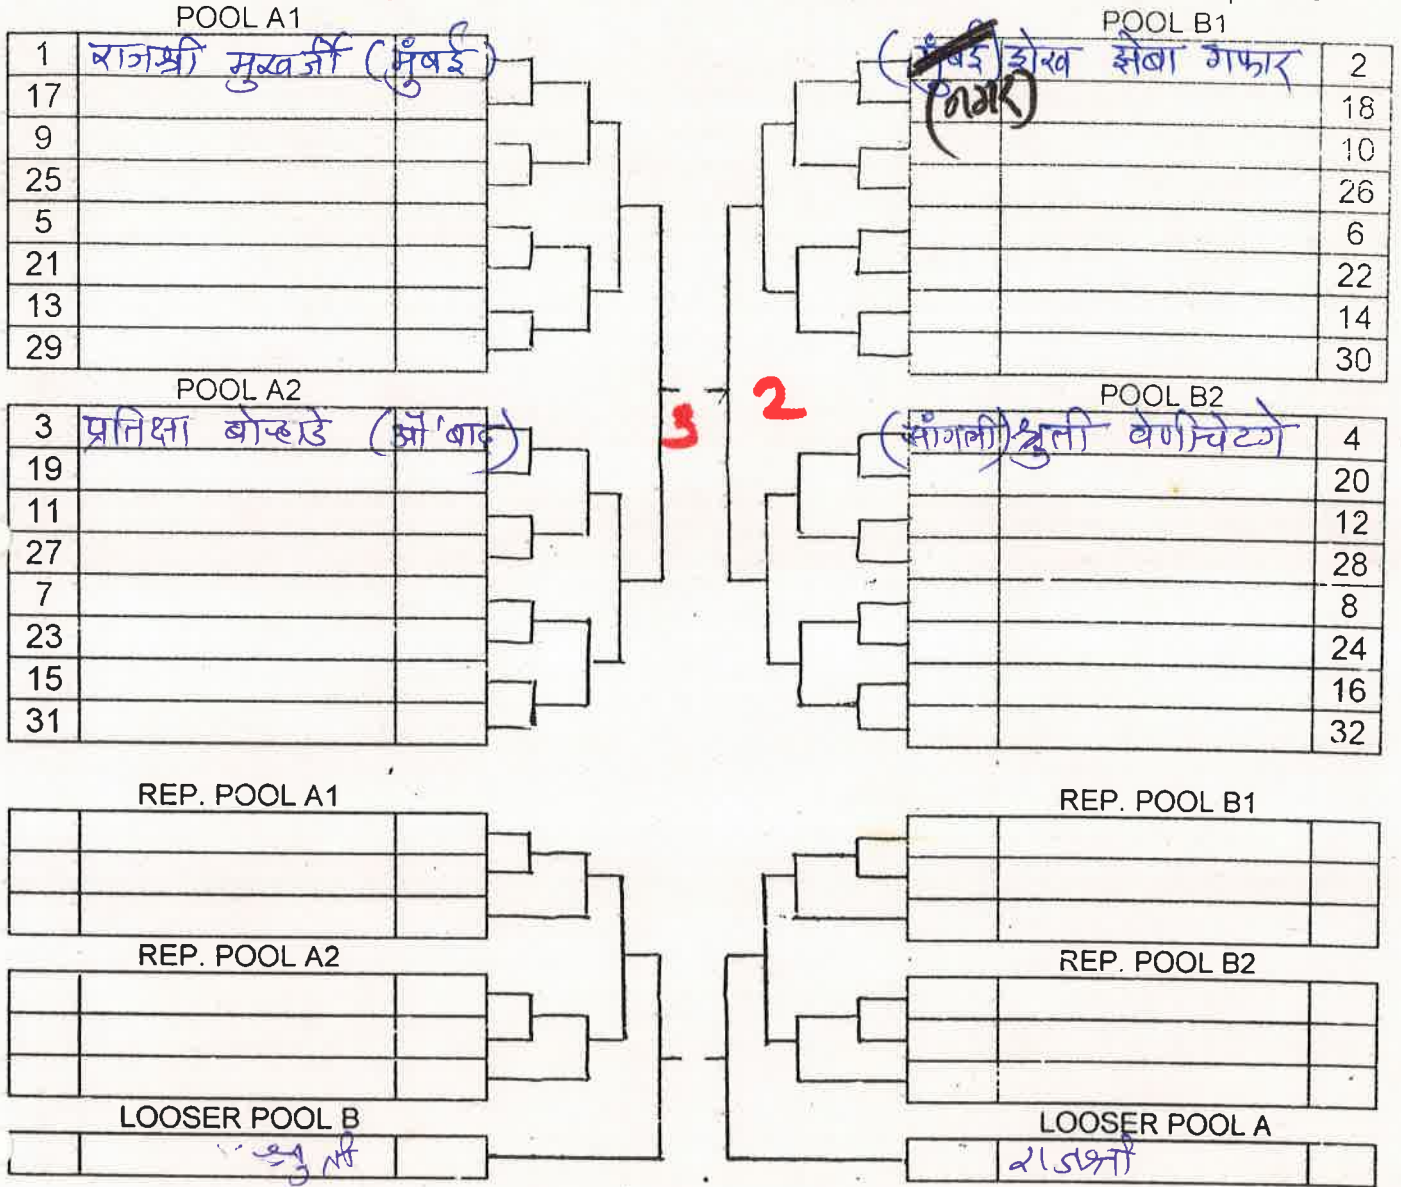 POOL A1
1 राजश्री मुखर्जी (मुंबई)
17
9
25
5
21
13
29
POOL A2
3 प्रतिक्षा बोऱ्हाडे (औ'बाद)
19
11
27
7
23
15
31
3 2
POOL B1
(मुंबई) शेख झेबा गफार 2
(नगर) 18
10
26
6
22
14
30
POOL B2
(सांगली) श्रुती वेणीचेटगे 4
20
12
28
8
24
16
32
REP. POOL A1
REP. POOL A2
LOOSER POOL B
श्रुती
REP. POOL B1
REP. POOL B2
LOOSER POOL A
राजश्री